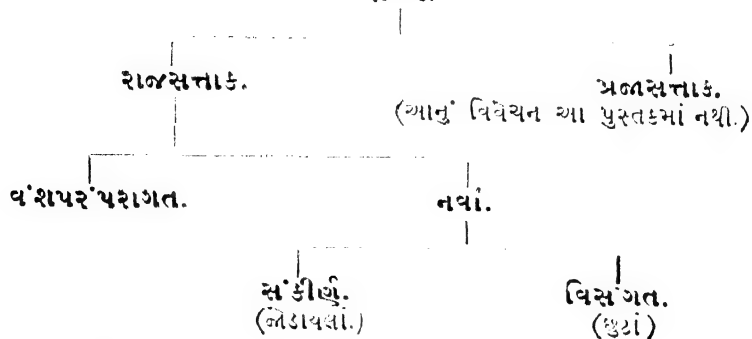 રાજસત્તાક.
પ્રજાસત્તાક.
(આનું વિવેચન આ પુસ્તકમાં નથી.)
વંશપરંપરાગત.
નવાં.
સંકીર્ણ.
વિસંગત.
(જોડાયલાં.)
(છુટાં)